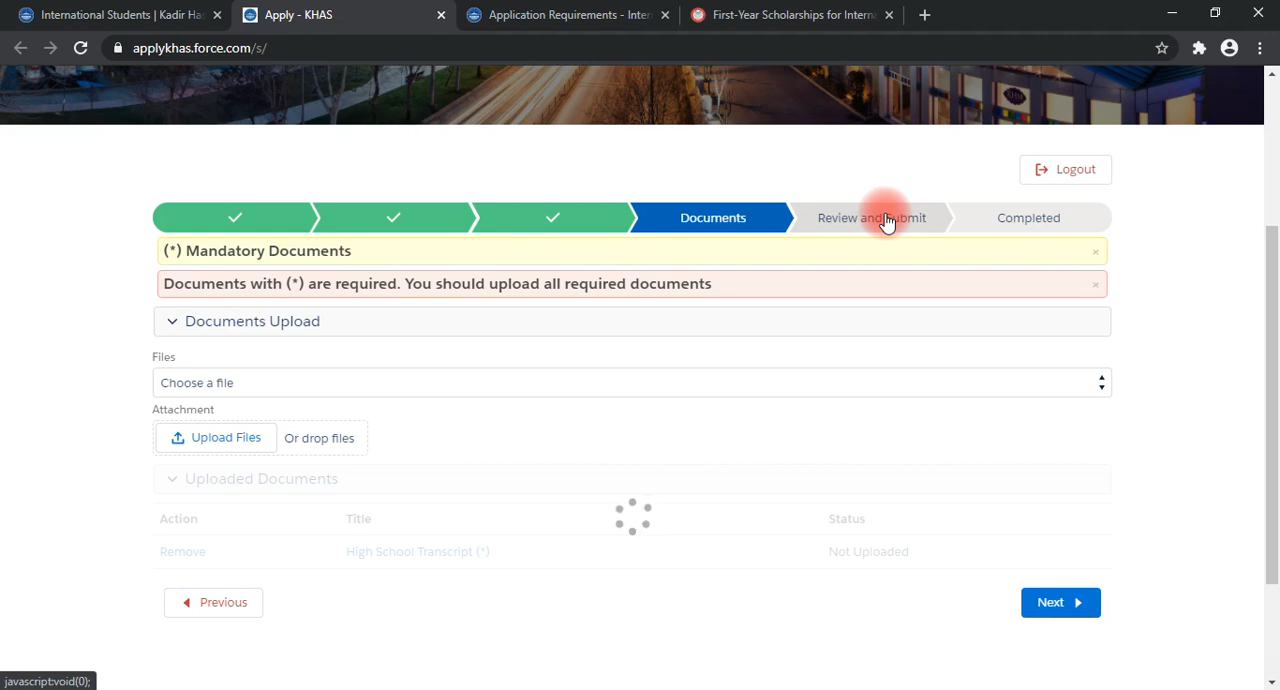 International Students | Kadir Has
Apply - KHAS
Application Requirements - Inter
First-Year Scholarships for Interna
applykhas.force.com/s/
Logout
Documents
Review and Submit
Completed
(*) Mandatory Documents
Documents with (*) are required. You should upload all required documents
Documents Upload
Files
Choose a file
Attachment
Upload Files
Or drop files
Uploaded Documents
Action Title Status
Remove High School Transcript (*) Not Uploaded
Previous
Next
javascript:void(0);